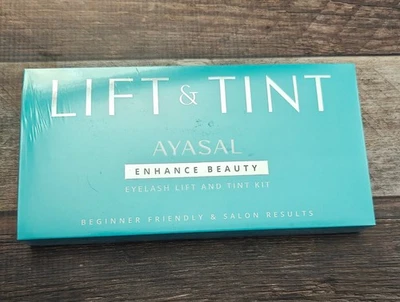 LIFT & TINT
AYASAL
ENHANCE BEAUTY
EYELASH LIFT AND TINT KIT
BEGINNER FRIENDLY & SALON RESULTS